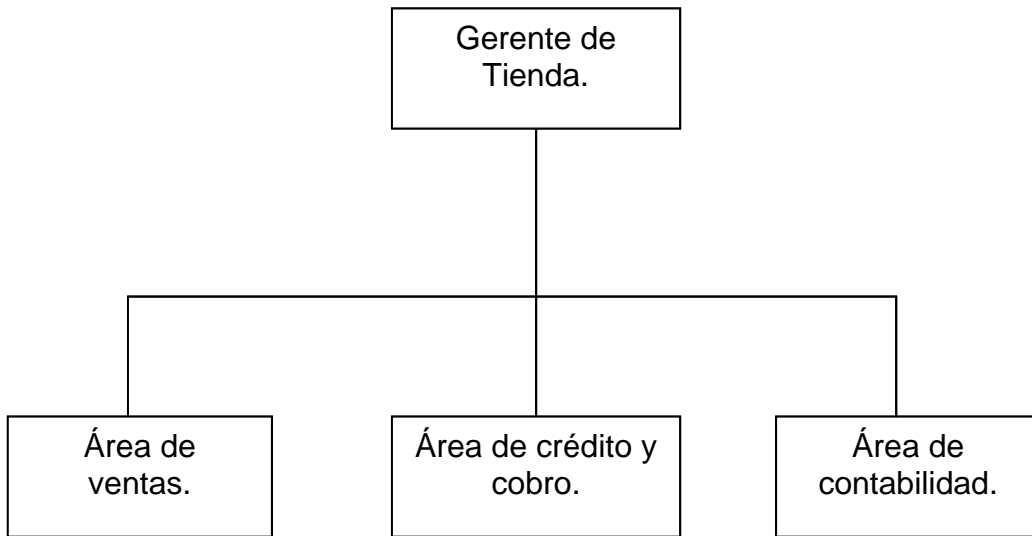 Gerente de
Tienda.
Área de
ventas.
Área de crédito y
cobro.
Área de
contabilidad.